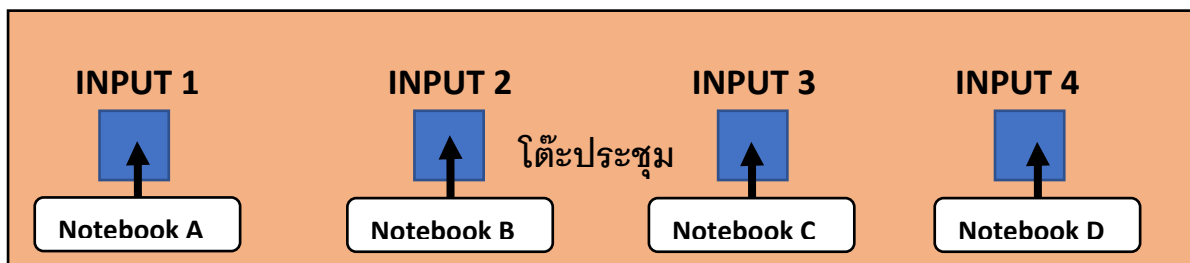 INPUT 1 INPUT 2 INPUT 3 INPUT 4
โต๊ะประชุม
Notebook A Notebook B Notebook C Notebook D